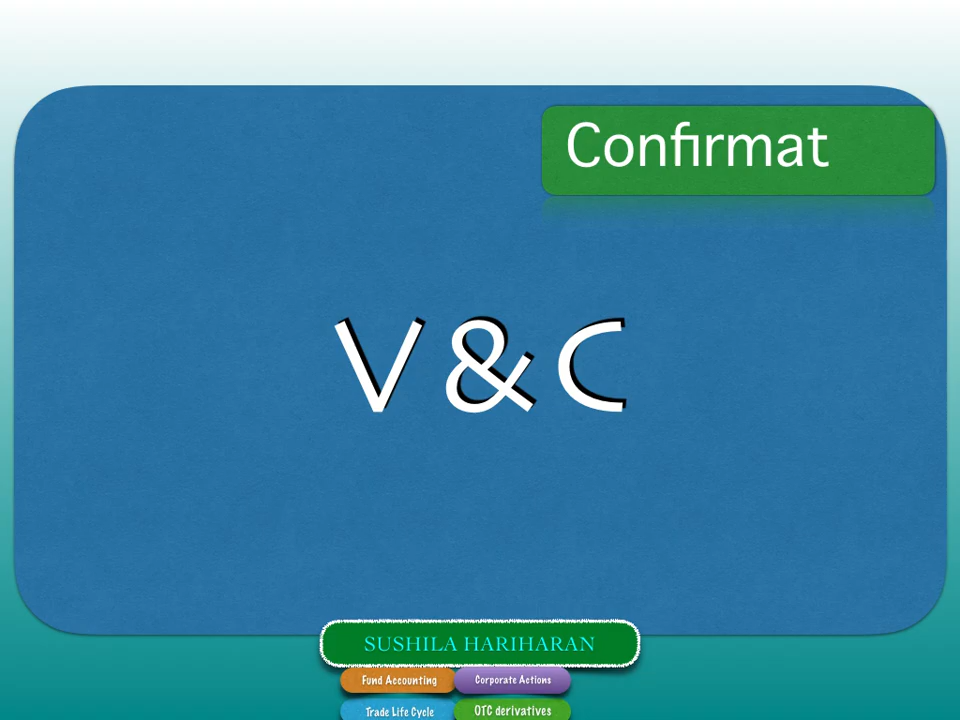 Confirmat
V & C
SUSHILA HARIHARAN
Fund Accounting
Corporate Actions
Trade Life Cycle
OTC derivatives